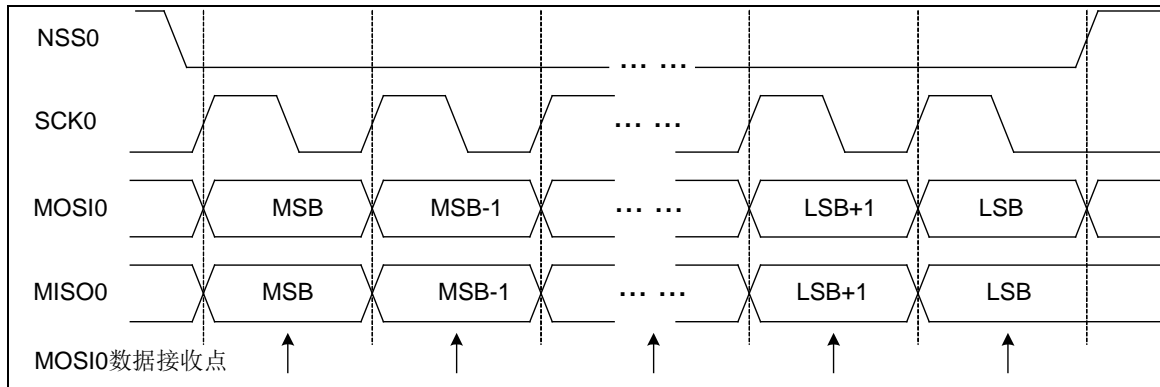 NSS0 ... ...
SCK0 ... ...
MOSI0 MSB MSB-1 ... ... LSB+1 LSB
MISO0 MSB MSB-1 ... ... LSB+1 LSB
MOSI0数据接收点